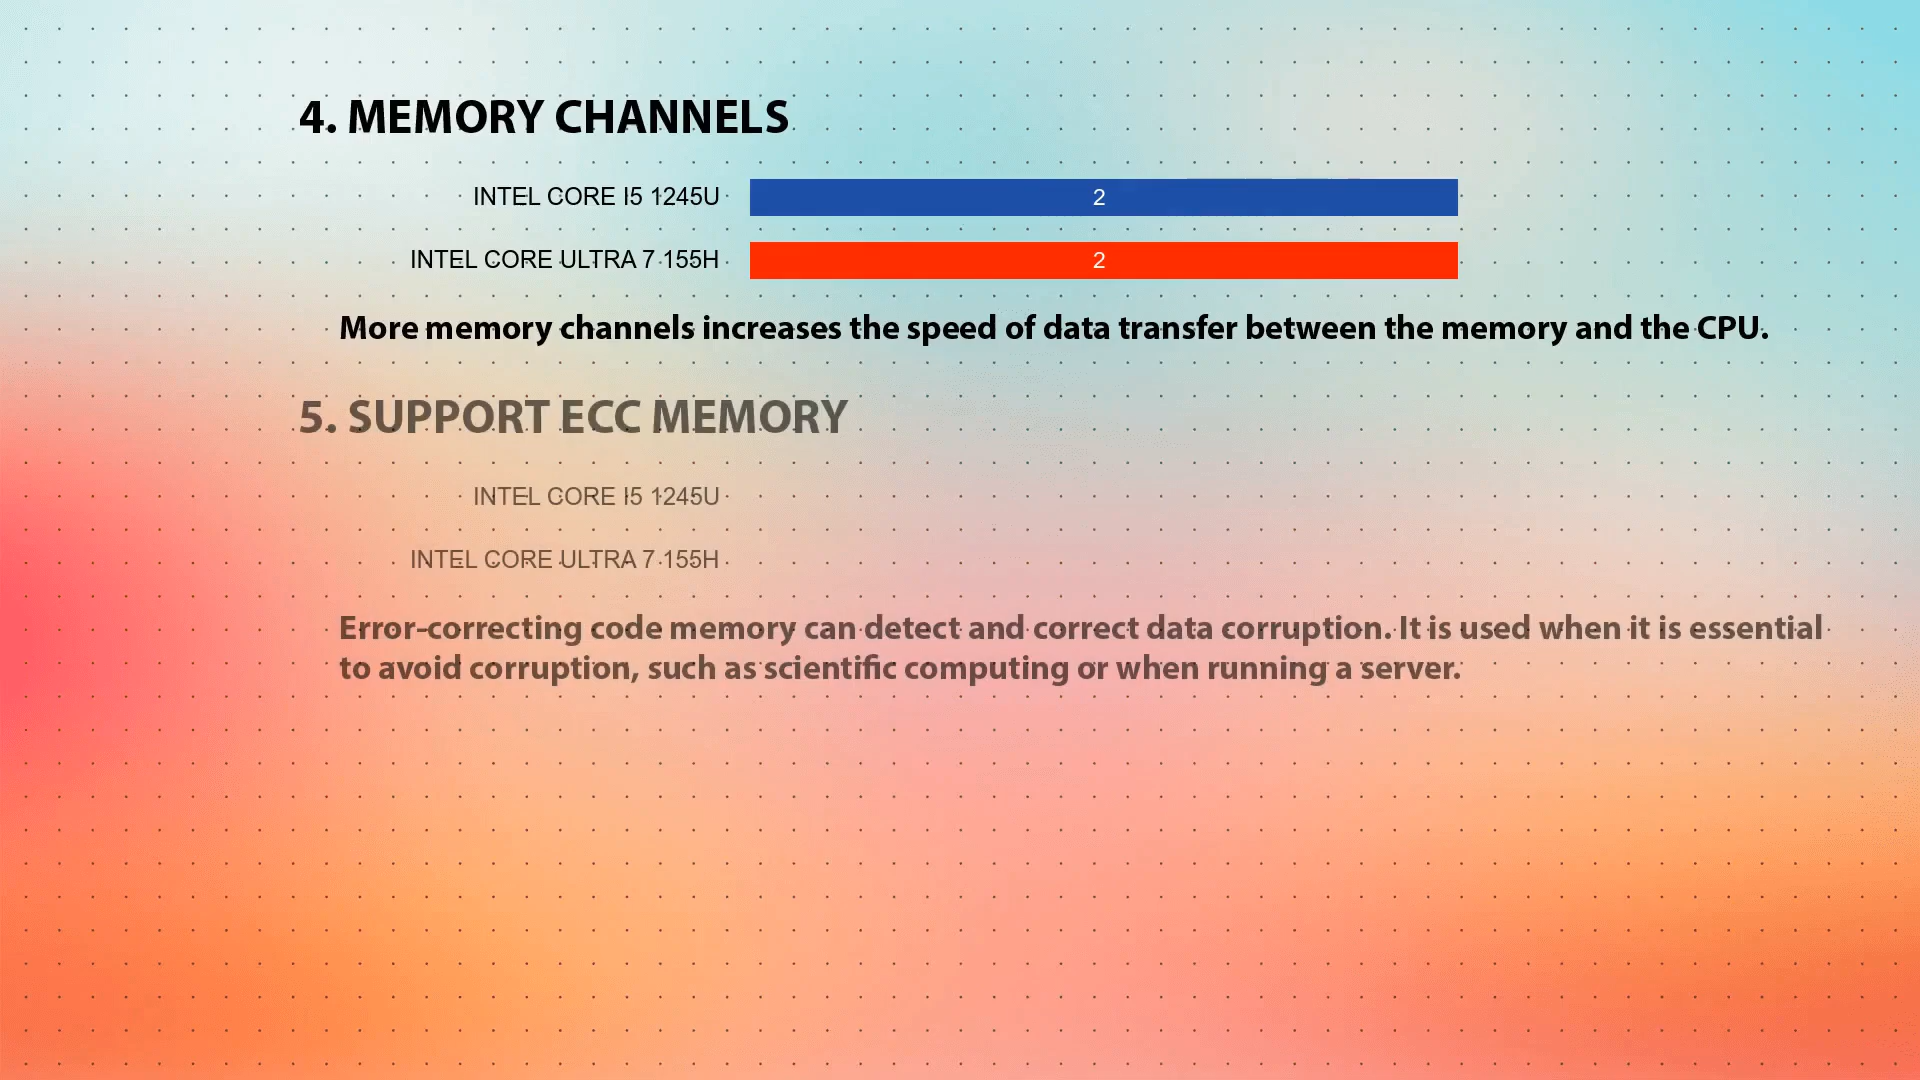 4. MEMORY CHANNELS
INTEL CORE I5 1245U
2
INTEL CORE ULTRA 7 155H
2
More memory channels increases the speed of data transfer between the memory and the CPU.
5. SUPPORT ECC MEMORY
INTEL CORE I5 1245U
INTEL CORE ULTRA 7 155H
Error-correcting code memory can detect and correct data corruption. It is used when it is essential
to avoid corruption, such as scientific computing or when running a server.